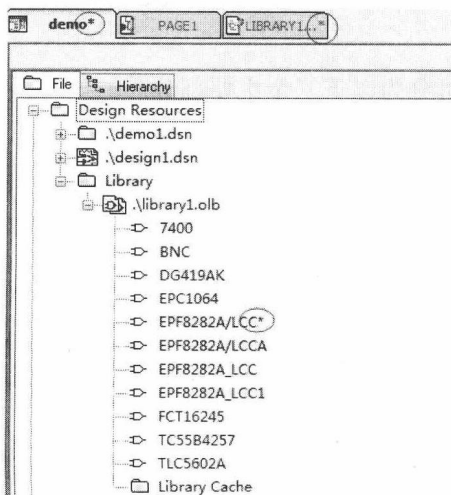 demo* PAGE1 LIBRARY1...*
File Hierarchy
Design Resources
.\demo1.dsn
.\design1.dsn
Library
.\library1.olb
7400
BNC
DG419AK
EPC1064
EPF8282A/LCC*
EPF8282A/LCCA
EPF8282A_LCC
EPF8282A_LCC1
FCT16245
TC55B4257
TLC5602A
Library Cache